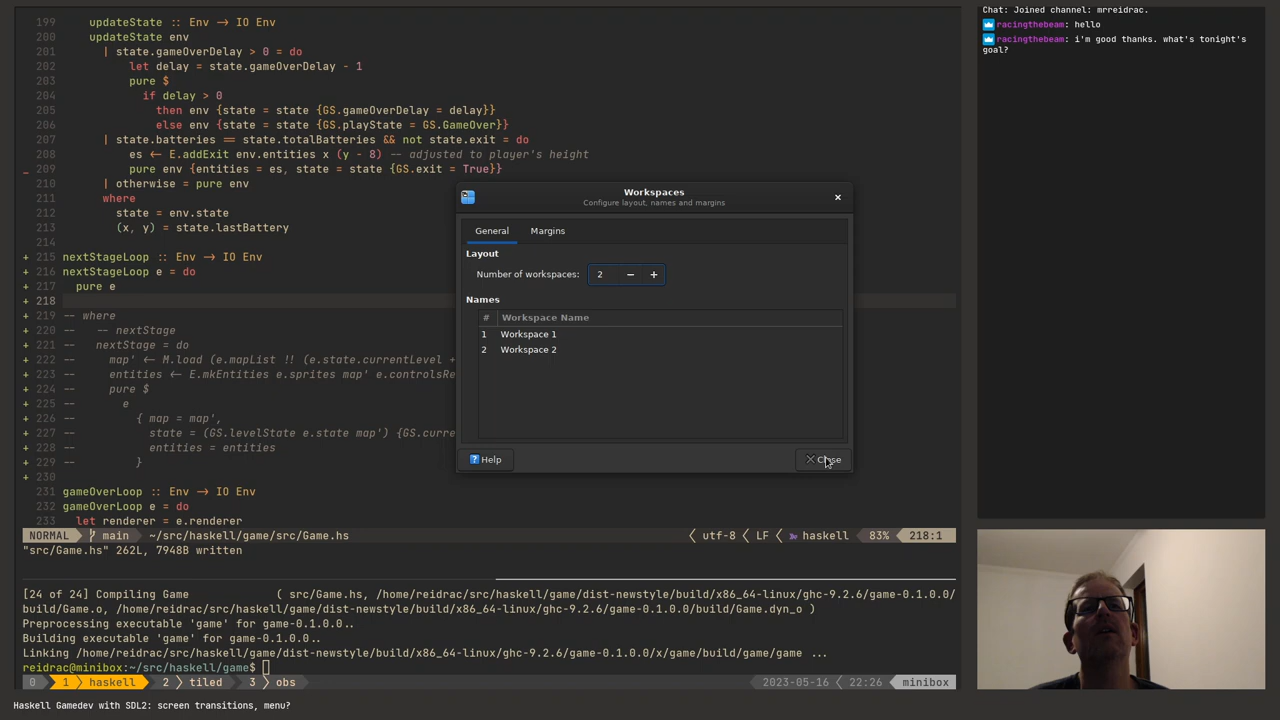 199 updateState :: Env -> IO Env
200 updateState env
201 | state.gameOverDelay > 0 = do
202 let delay = state.gameOverDelay - 1
203 pure $
204 if delay > 0
205 then env {state = state {GS.gameOverDelay = delay}}
206 else env {state = state {GS.playState = GS.GameOver}}
207 | state.batteries == state.totalBatteries && not state.exit = do
208 es <- E.addExit env.entities x (y - 8) -- adjusted to player's height
_ 209 pure env {entities = es, state = state {GS.exit = True}}
210 | otherwise = pure env
211 where
212 state = env.state
213 (x, y) = state.lastBattery
214
+ 215 nextStageLoop :: Env -> IO Env
+ 216 nextStageLoop e = do
+ 217 pure e
+ 218
+ 219 -- where
+ 220 -- -- nextStage
+ 221 -- nextStage = do
+ 222 -- map' <- M.load (e.mapList !! (e.state.currentLevel +
+ 223 -- entities <- E.mkEntities e.sprites map' e.controlsRe
+ 224 -- pure $
+ 225 -- e
+ 226 -- { map = map',
+ 227 -- state = (GS.levelState e.state map') {GS.curre
+ 228 -- entities = entities
+ 229 -- }
+ 230
231 gameOverLoop :: Env -> IO Env
232 gameOverLoop e = do
233 let renderer = e.renderer
NORMAL main ~/src/haskell/game/src/Game.hs utf-8 LF haskell 83% 218:1
"src/Game.hs" 262L, 7948B written
[24 of 24] Compiling Game ( src/Game.hs, /home/reidrac/src/haskell/game/dist-newstyle/build/x86_64-linux/ghc-9.2.6/game-0.1.0.0/
build/Game.o, /home/reidrac/src/haskell/game/dist-newstyle/build/x86_64-linux/ghc-9.2.6/game-0.1.0.0/build/Game.dyn_o )
Preprocessing executable 'game' for game-0.1.0.0..
Building executable 'game' for game-0.1.0.0..
Linking /home/reidrac/src/haskell/game/dist-newstyle/build/x86_64-linux/ghc-9.2.6/game-0.1.0.0/x/game/build/game/game ...
reidrac@minibox:~/src/haskell/game$
0 1 haskell 2 tiled 3 obs 2023-05-16 22:26 minibox
Haskell Gamedev with SDL2: screen transitions, menu?
Workspaces
Configure layout, names and margins
General Margins
Layout
Number of workspaces: 2 − +
Names
# Workspace Name
1 Workspace 1
2 Workspace 2
Help Close
Chat: Joined channel: mrreidrac.
racingthebeam: hello
racingthebeam: i'm good thanks. what's tonight's
goal?